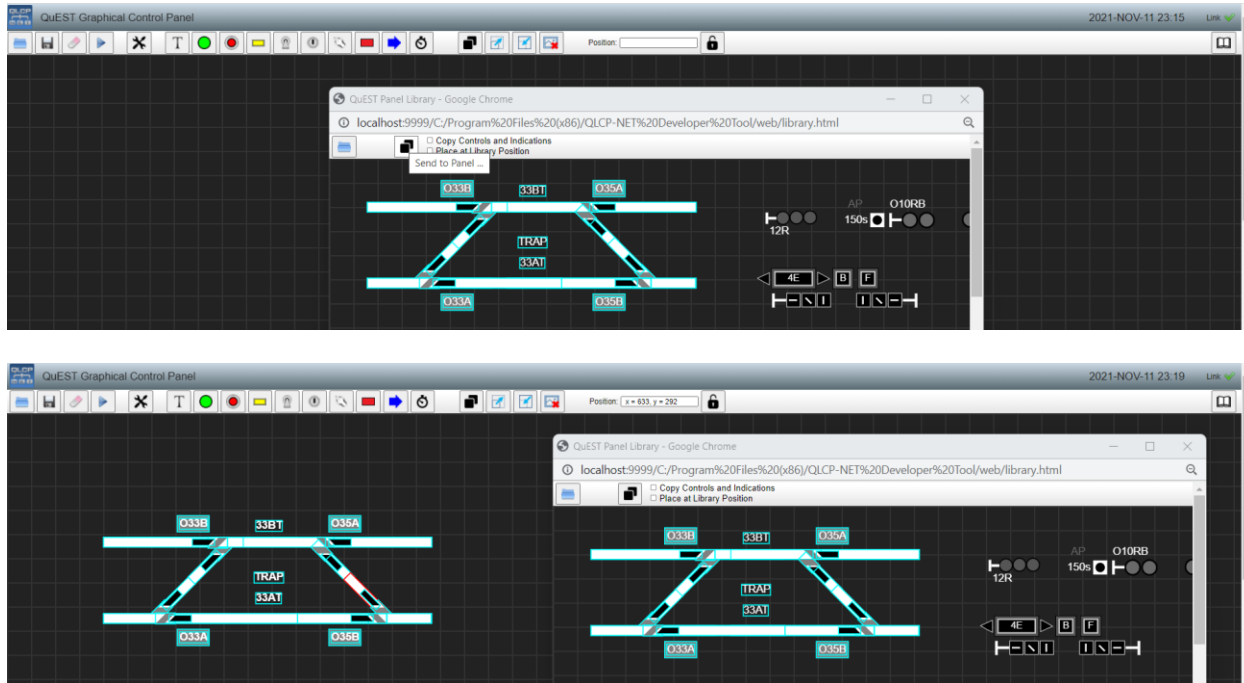 QLCP QuEST Graphical Control Panel 2021-NOV-11 23:15 Link
T Position:
QuEST Panel Library - Google Chrome
localhost:9999/C:/Program%20Files%20(x86)/QLCP-NET%20Developer%20Tool/web/library.html
Copy Controls and Indications
Place at Library Position
Send to Panel ...
O33B 33BT O35A
AP O10RB
150s
12R
TRAP
33AT
4E B F
O33A O35B
QLCP QuEST Graphical Control Panel 2021-NOV-11 23:19 Link
T Position: x = 633, y = 292
QuEST Panel Library - Google Chrome
localhost:9999/C:/Program%20Files%20(x86)/QLCP-NET%20Developer%20Tool/web/library.html
Copy Controls and Indications
Place at Library Position
O33B 33BT O35A
O33B 33BT O35A
AP O10RB
150s
12R
TRAP
33AT
TRAP
33AT
4E B F
O33A O35B
O33A O35B